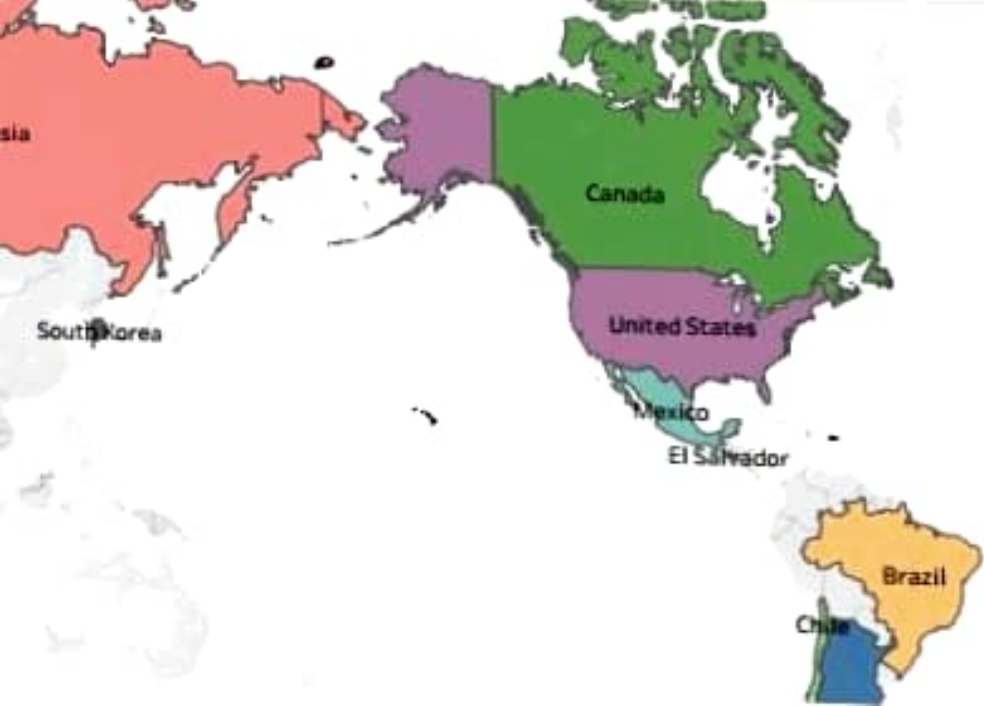 sia
Canada
United States
South Korea
Mexico
El Salvador
Brazil
Chile